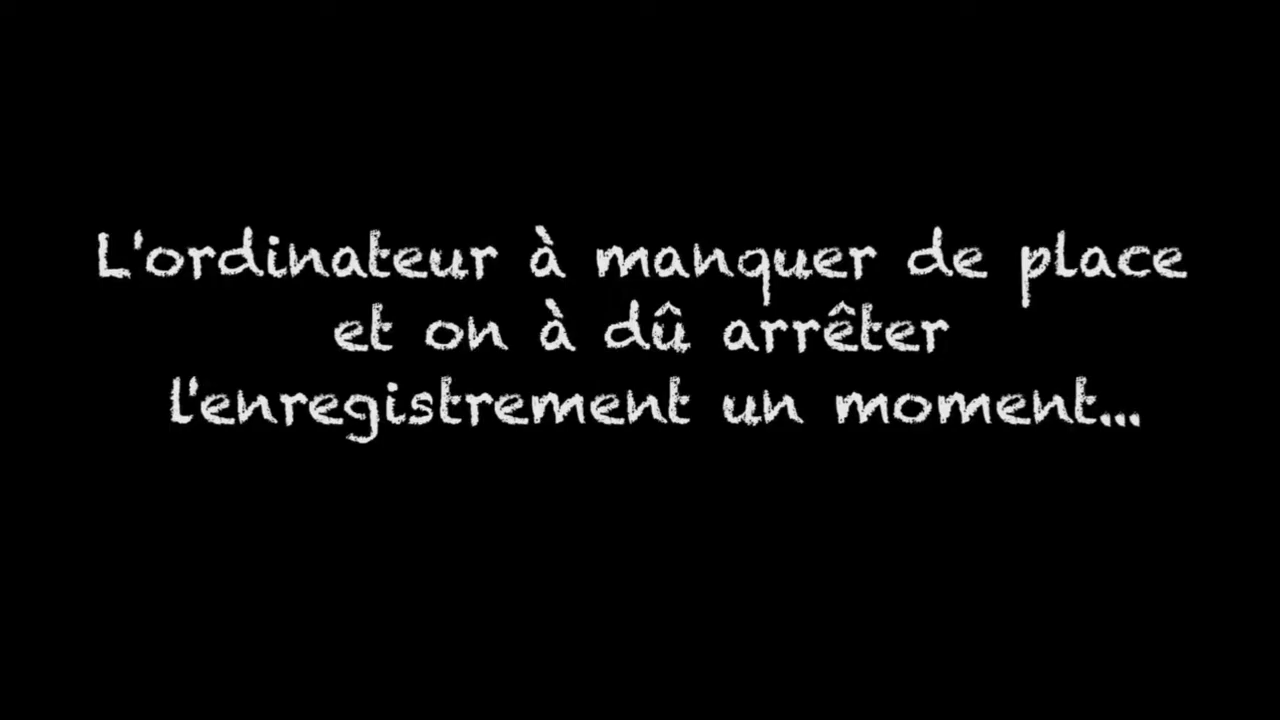 L'ordinateur à manquer de place
et on à dû arrêter
l'enregistrement un moment...